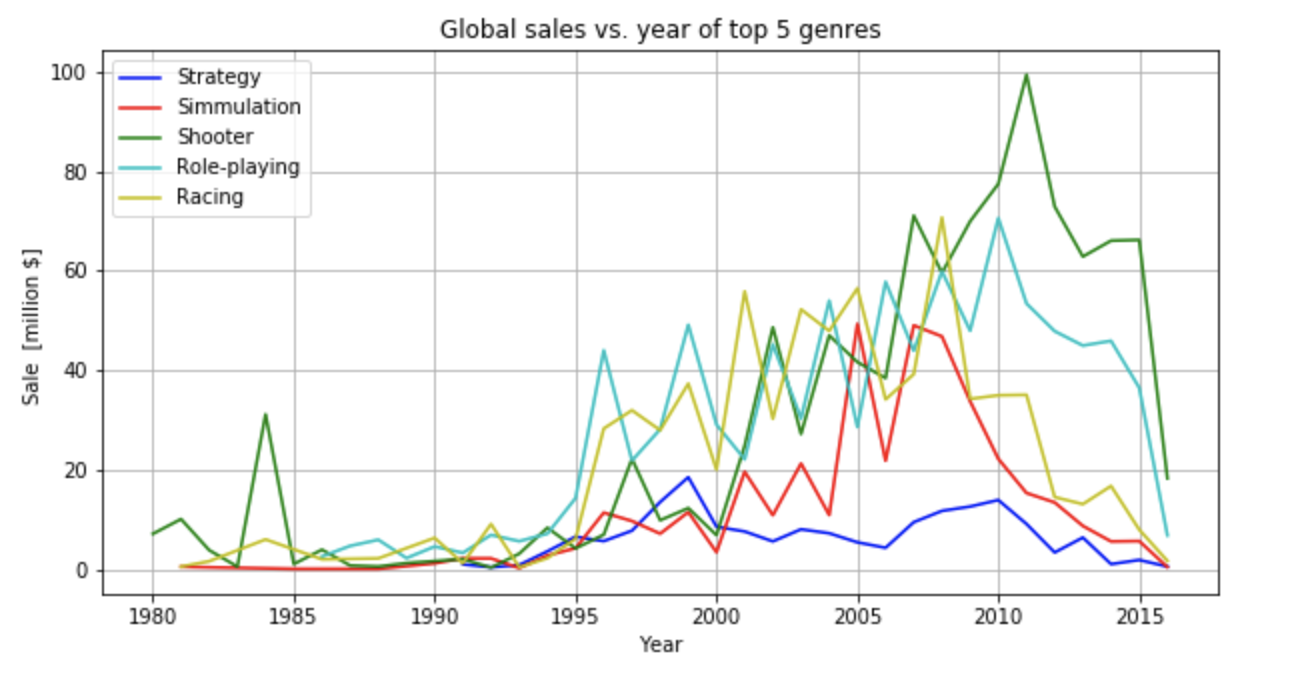 Global sales vs. year of top 5 genres
Strategy
Simmulation
Shooter
Role-playing
Racing
100
80
60
40
20
0
Sale [million $]
1980 1985 1990 1995 2000 2005 2010 2015
Year